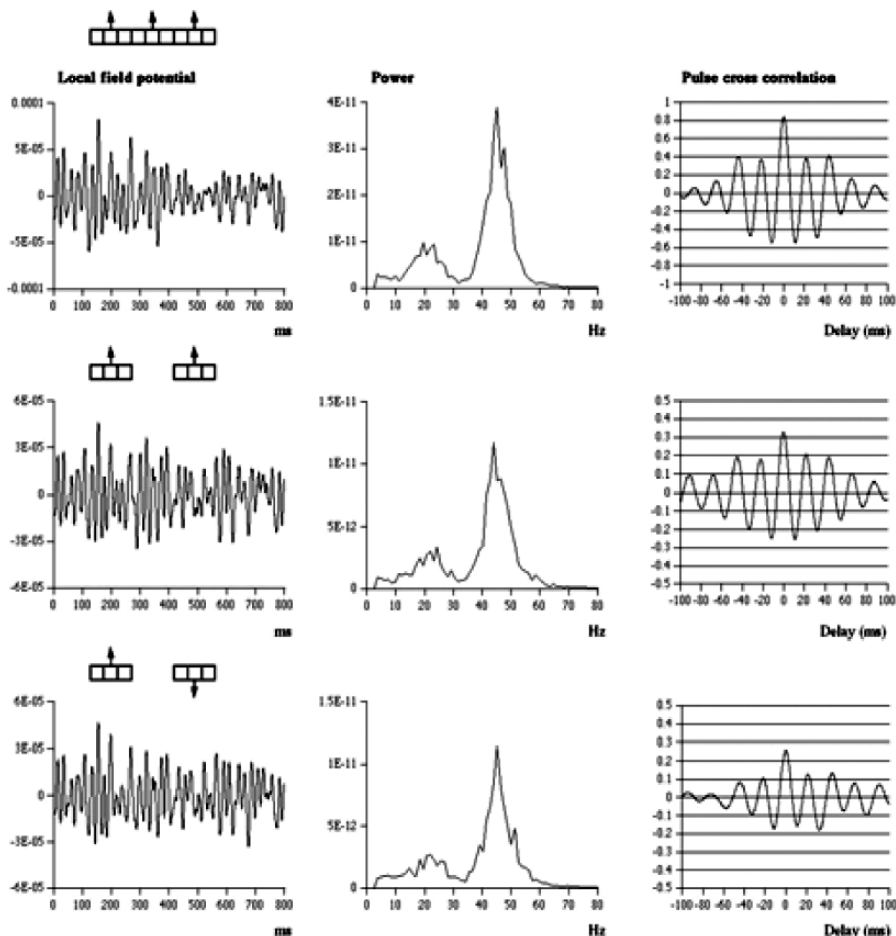 Local field potential Power Pulse cross correlation
0.0001 4E-11 1
0.8
5E-05 3E-11 0.6
0.4
0.2
0 2E-11 0
-0.2
-0.4
-5E-05 1E-11 -0.6
-0.8
-0.0001 0 -1
0 100 200 300 400 500 600 700 800 0 10 20 30 40 50 60 70 80 -100 -80 -60 -40 -20 0 20 40 60 80 100
ms Hz Delay (ms)
6E-05 1.5E-11 0.5
0.4
3E-05 0.3
1E-11 0.2
0.1
0 0
-0.1
5E-12 -0.2
-3E-05 -0.3
-0.4
-6E-05 0 -0.5
0 100 200 300 400 500 600 700 800 0 10 20 30 40 50 60 70 80 -100 -80 -60 -40 -20 0 20 40 60 80 100
ms Hz Delay (ms)
6E-05 1.5E-11 0.5
0.4
3E-05 0.3
1E-11 0.2
0.1
0 0
-0.1
5E-12 -0.2
-3E-05 -0.3
-0.4
-6E-05 0 -0.5
0 100 200 300 400 500 600 700 800 0 10 20 30 40 50 60 70 80 -100 -80 -60 -40 -20 0 20 40 60 80 100
ms Hz Delay (ms)